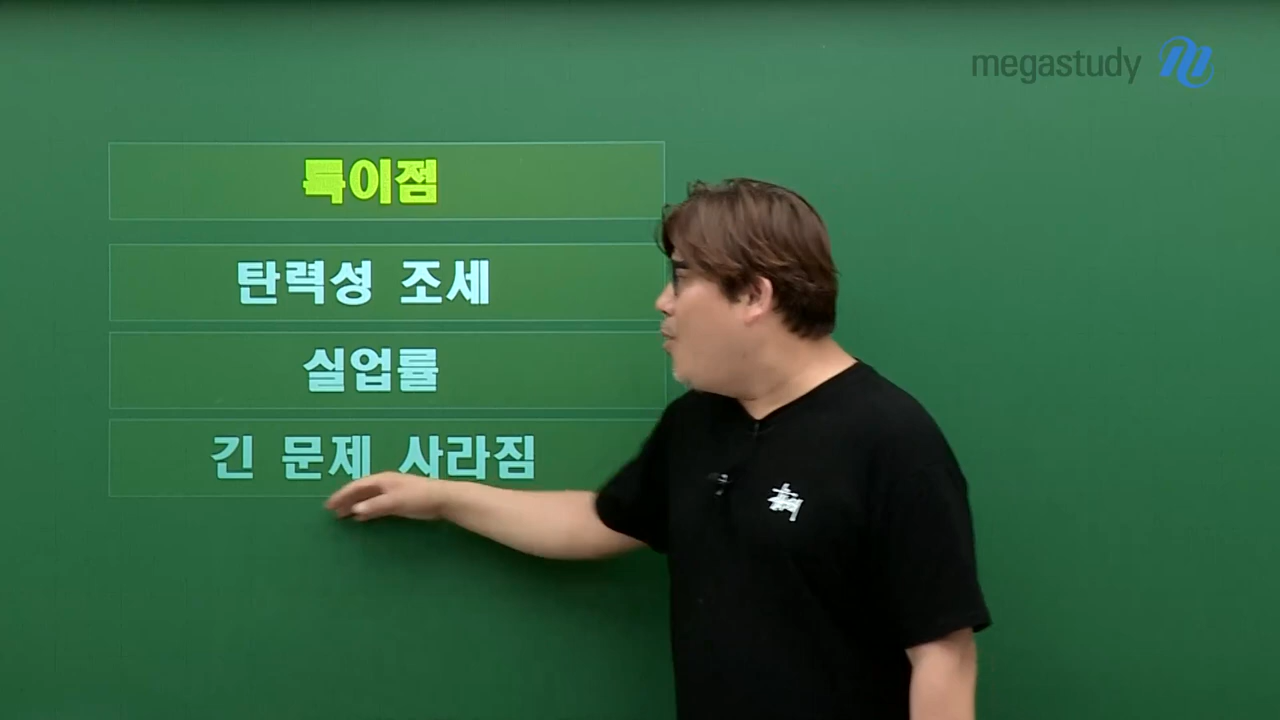 megastudy
특이점
탄력성 조세
실업률
긴 문제 사라짐